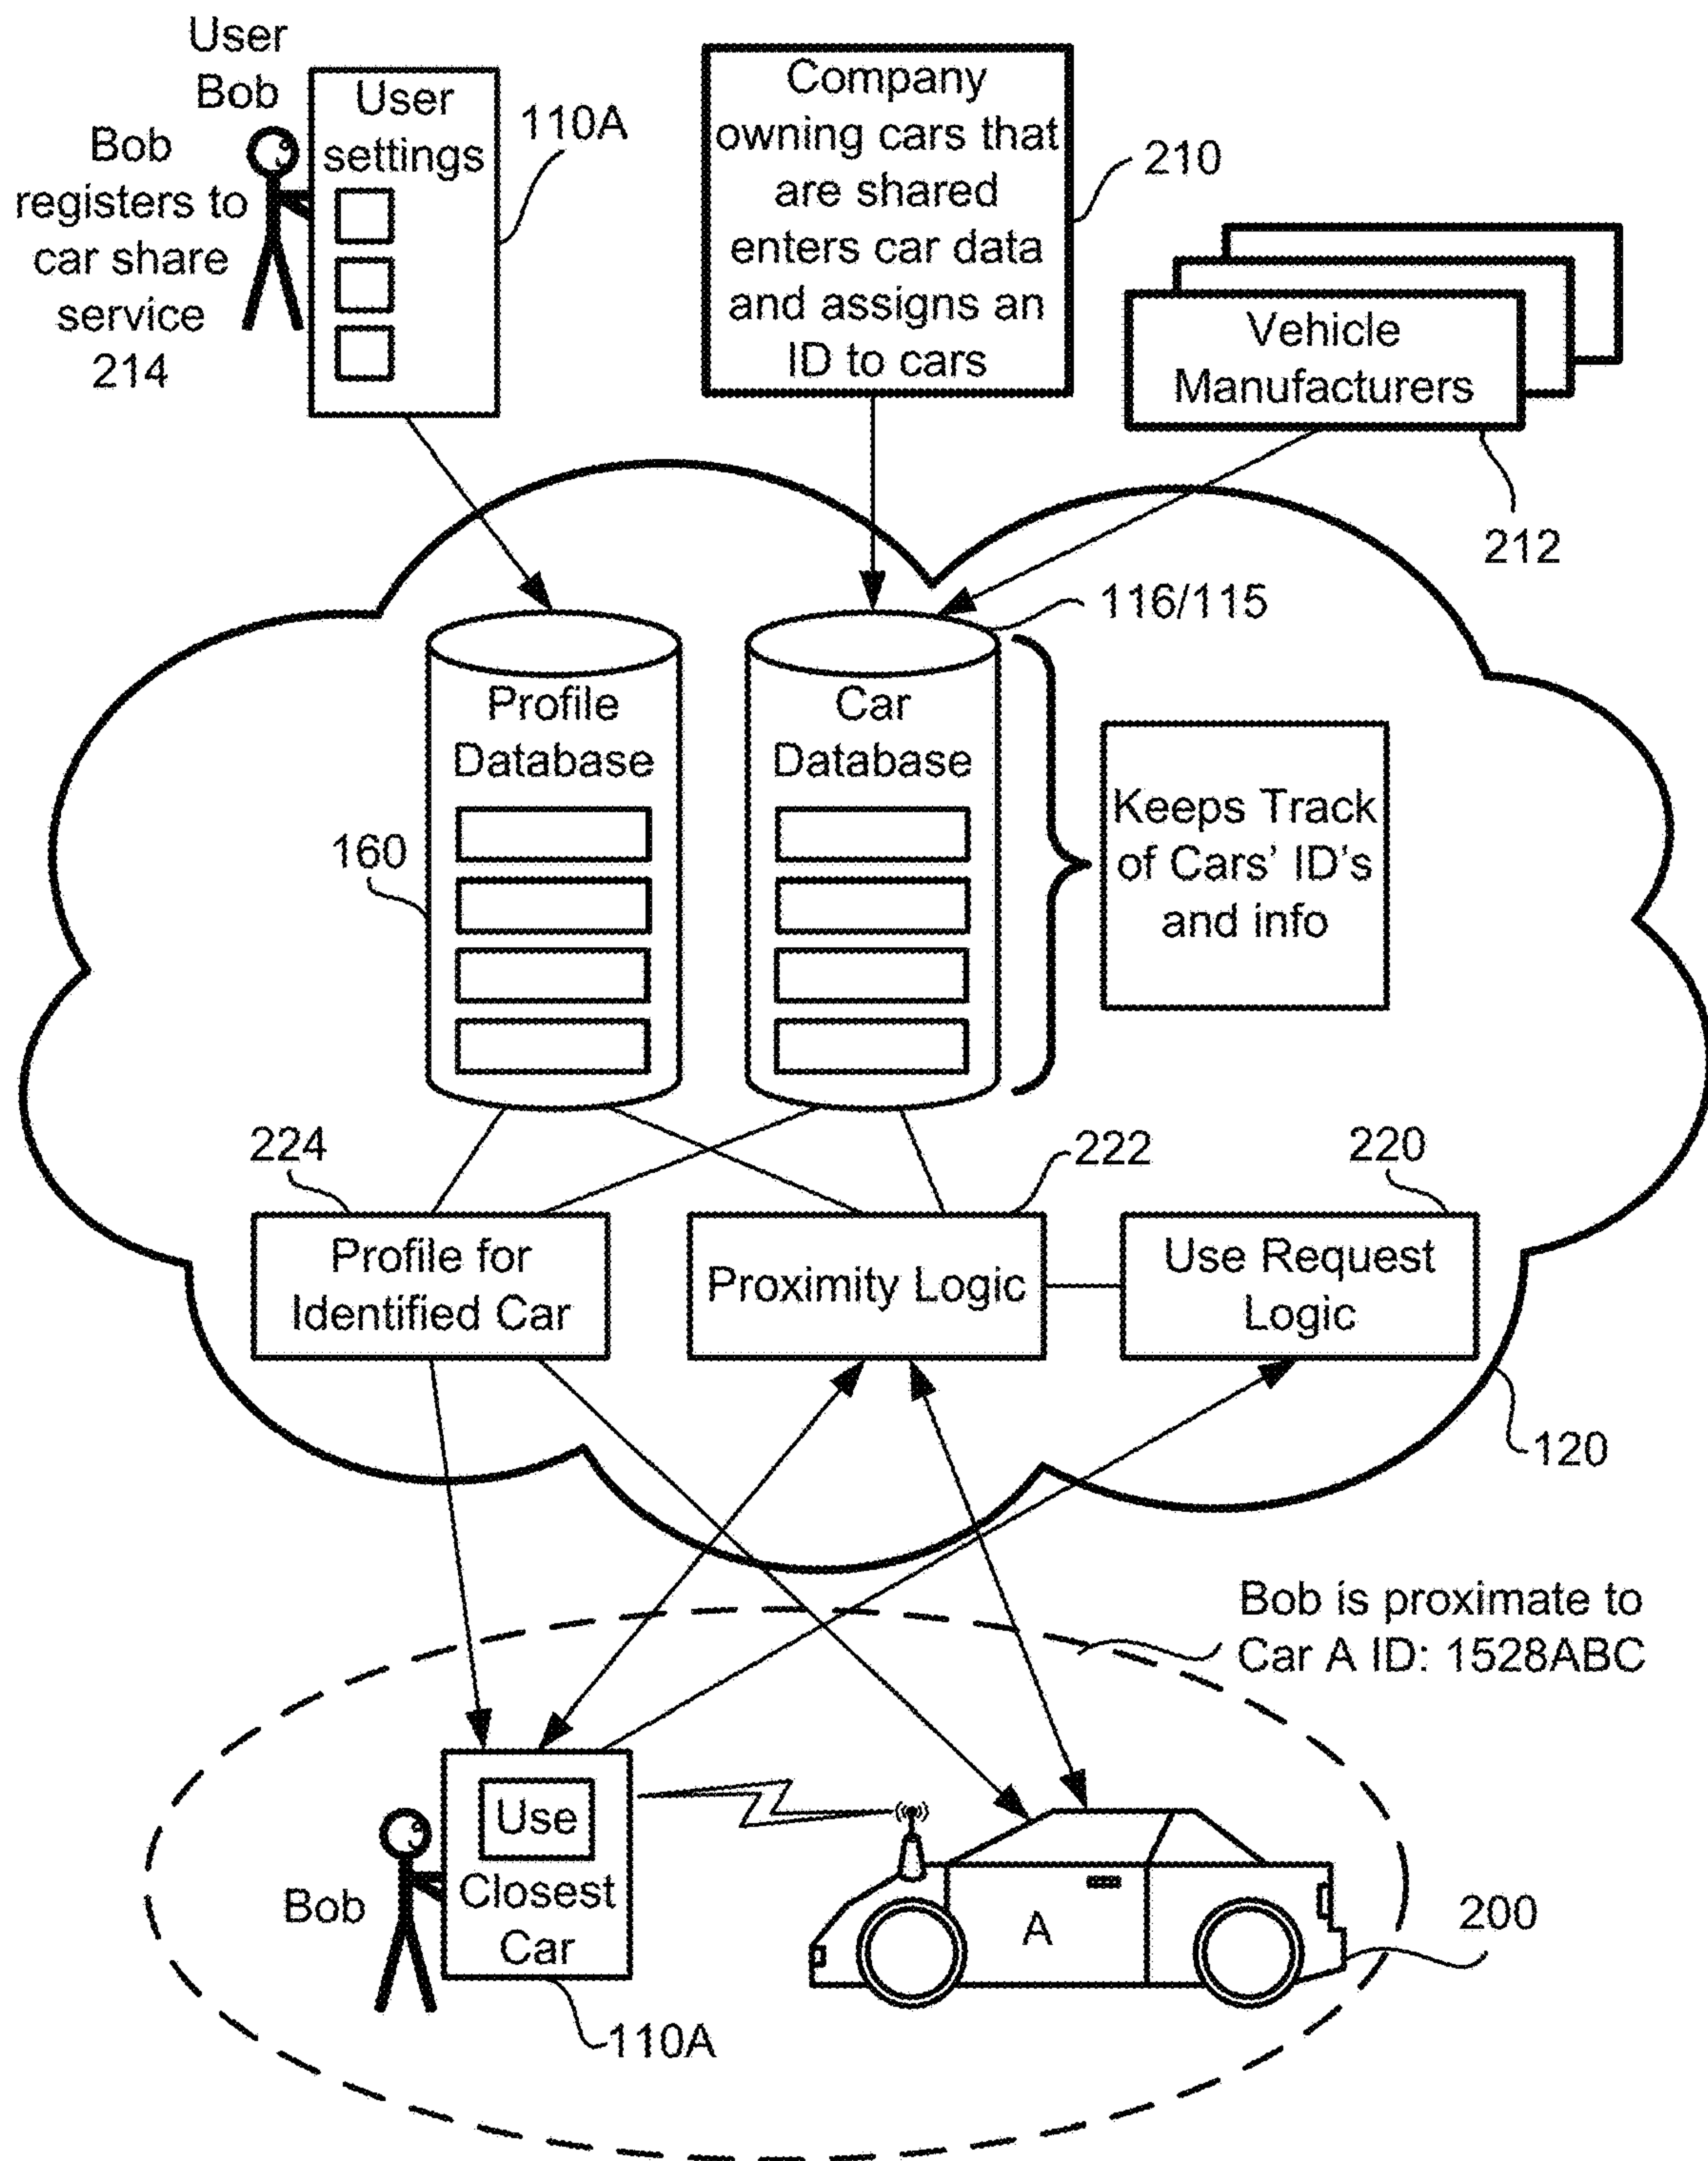 User
Bob
Bob
registers to
car share
service
214
User
settings
110A
Company
owning cars that
are shared
enters car data
and assigns an
ID to cars
210
Vehicle
Manufacturers
212
116/115
Profile
Database
Car
Database
160
Keeps Track
of Cars’ ID’s
and info
224
222
220
Profile for
Identified Car
Proximity Logic
Use Request
Logic
120
Bob is proximate to
Car A ID: 1528ABC
Use
Closest
Car
Bob
A
200
110A